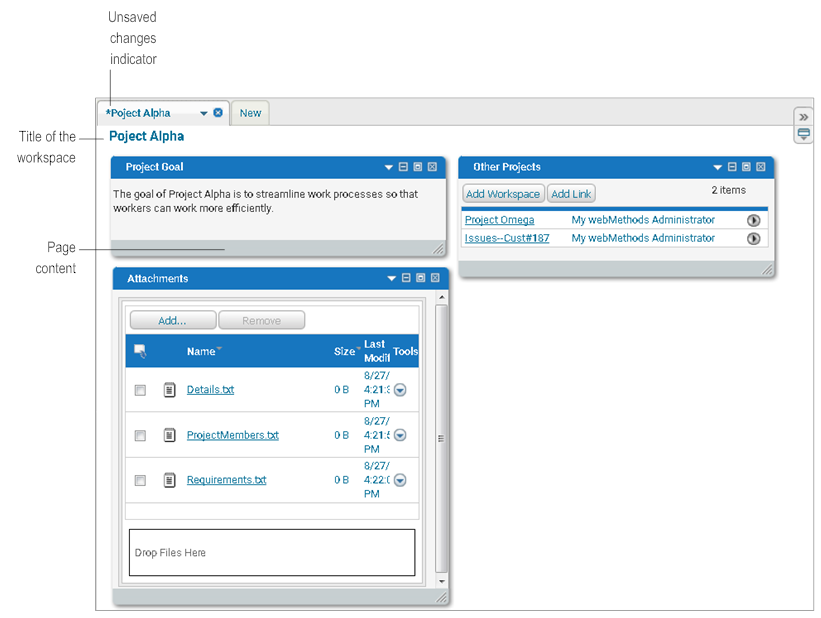 Unsaved
changes
indicator
*Poject Alpha
New
Title of the
workspace
Poject Alpha
Project Goal
The goal of Project Alpha is to streamline work processes so that
workers can work more efficiently.
Other Projects
Add Workspace
Add Link
2 items
Project Omega My webMethods Administrator
Issues--Cust#187 My webMethods Administrator
Page
content
Attachments
Add...
Remove
Name Size Last Modif Tools
Details.txt 0 B 8/27/
4:21:3
PM
ProjectMembers.txt 0 B 8/27/
4:21:5
PM
Requirements.txt 0 B 8/27/
4:22:0
PM
Drop Files Here